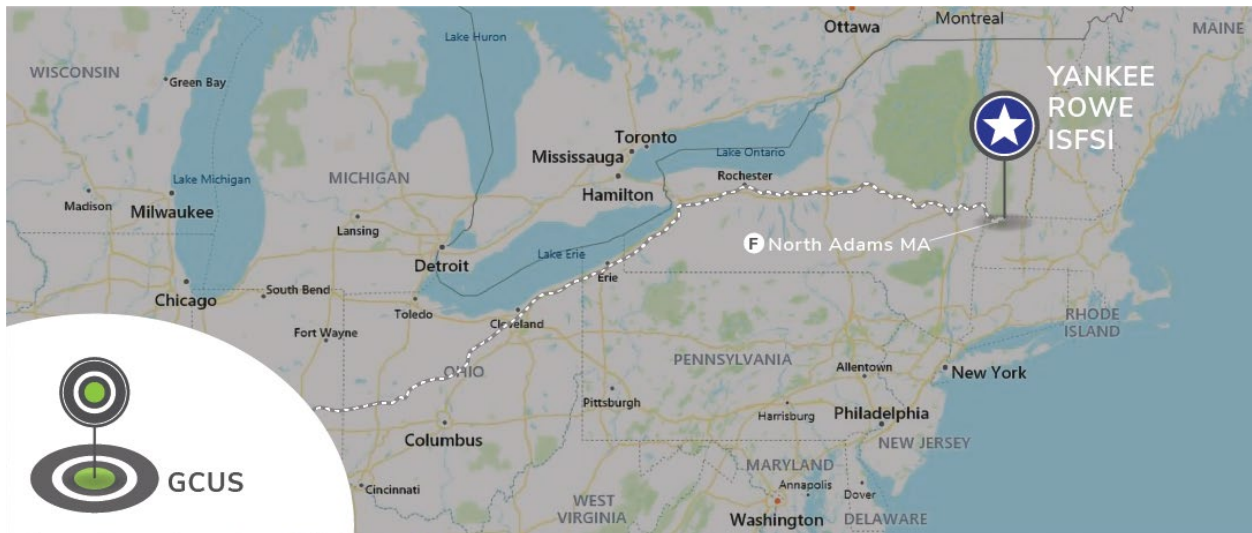 Ottawa
Montreal
MAINE
Lake Huron
WISCONSIN
Green Bay
YANKEE
ROWE
ISFSI
Toronto
Mississauga
Lake Ontario
Rochester
Lake Michigan
MICHIGAN
Hamilton
Madison
Milwaukee
Lansing
F North Adams MA
Detroit
Lake Erie
Erie
Chicago
South Bend
Toledo
Cleveland
RHODE
ISLAND
Fort Wayne
OHIO
PENNSYLVANIA
Allentown
New York
Pittsburgh
Harrisburg
Philadelphia
Columbus
NEW JERSEY
MARYLAND
GCUS
Cincinnati
Annapolis
Dover
WEST
VIRGINIA
Washington
DELAWARE